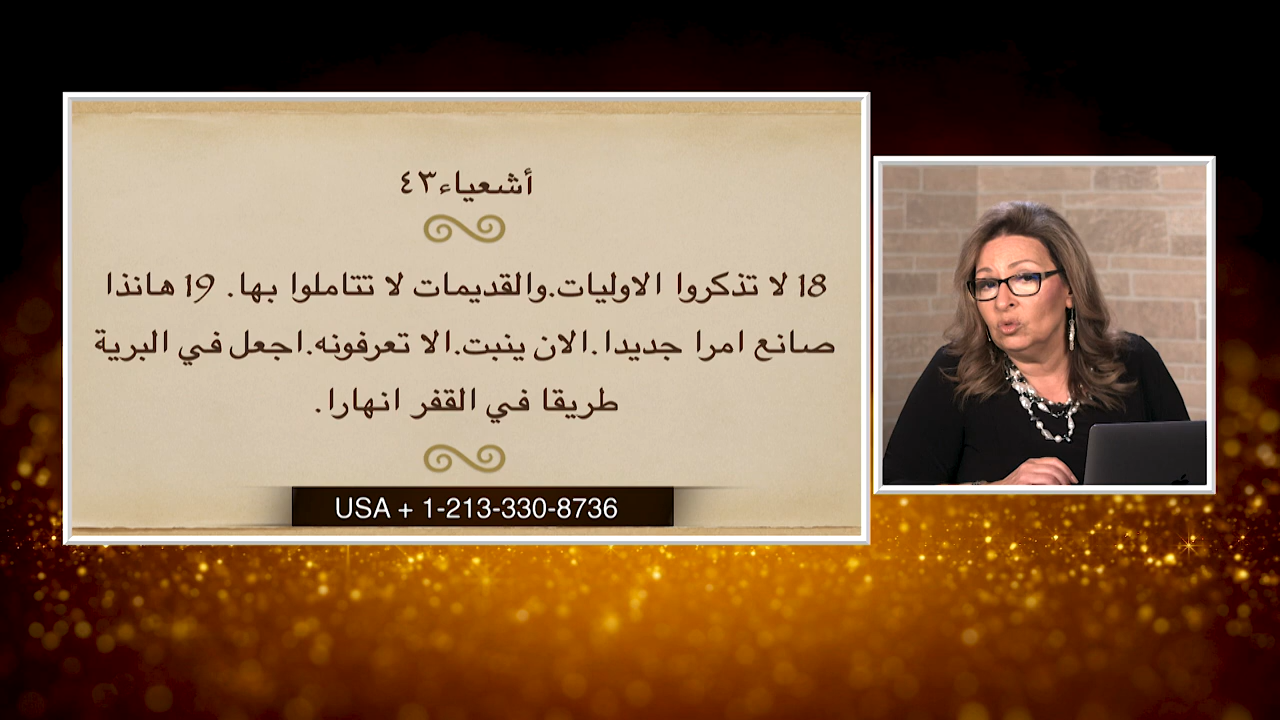 أشعياء٤٣
18 لا تذكروا الاوليات.والقديمات لا تتاملوا بها. 19 هانذا
صانع امرا جديدا.الان ينبت.الا تعرفونه.اجعل في البرية
طريقا في القفر انهارا.
USA + 1-213-330-8736